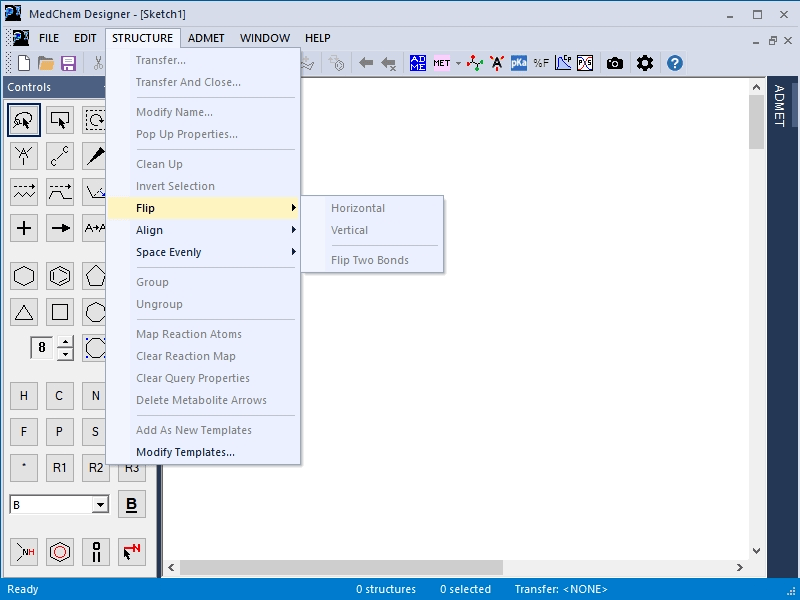 MedChem Designer - [Sketch1]
FILE EDIT STRUCTURE ADMET WINDOW HELP
ADME MET pKa %F Cp
Controls
Transfer...
Transfer And Close...
Modify Name...
Pop Up Properties...
Clean Up
Invert Selection
Flip
Align
Space Evenly
Group
Ungroup
Map Reaction Atoms
Clear Reaction Map
Clear Query Properties
Delete Metabolite Arrows
Add As New Templates
Modify Templates...
Horizontal
Vertical
Flip Two Bonds
ADMET
A→A
8
H C N
F P S
* R1 R2 R3
B B
NH N
Ready 0 structures 0 selected Transfer: <NONE>